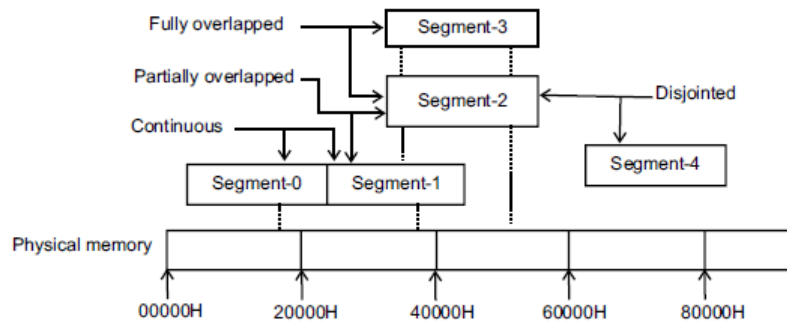 Fully overlapped
Segment-3
Partially overlapped
Segment-2
Disjointed
Continuous
Segment-0
Segment-1
Segment-4
Physical memory
00000H
20000H
40000H
60000H
80000H